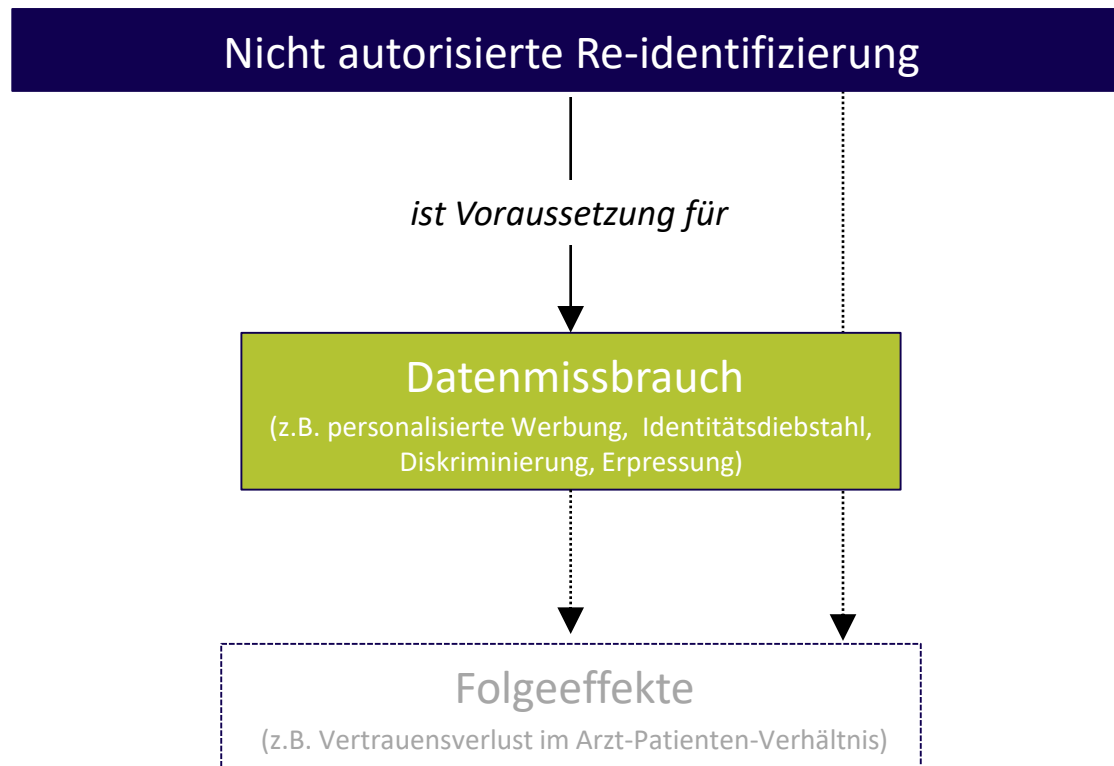 Nicht autorisierte Re-identifizierung
ist Voraussetzung für
Datenmissbrauch
(z.B. personalisierte Werbung, Identitätsdiebstahl,
Diskriminierung, Erpressung)
Folgeeffekte
(z.B. Vertrauensverlust im Arzt-Patienten-Verhältnis)